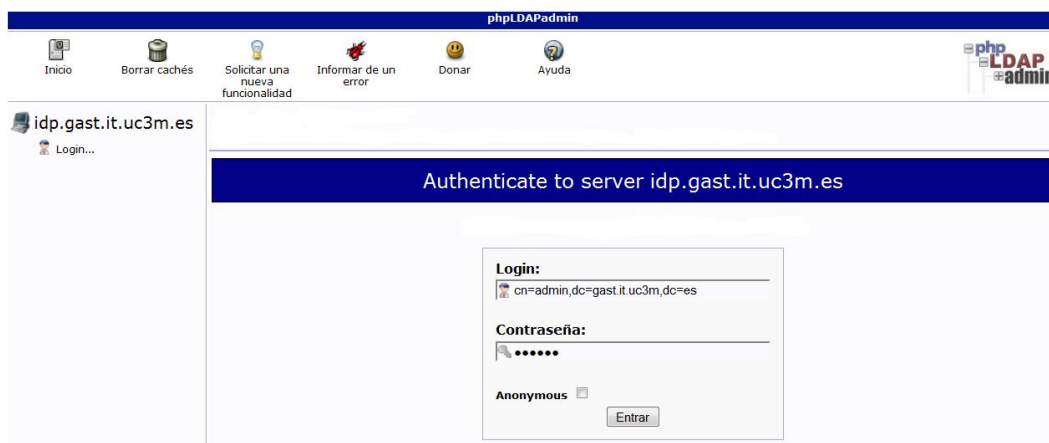 phpLDAPadmin
Inicio
Borrar cachés
Solicitar una
nueva
funcionalidad
Informar de un
error
Donar
Ayuda
php
LDAP
admin
idp.gast.it.uc3m.es
Login...
Authenticate to server idp.gast.it.uc3m.es
Login:
cn=admin,dc=gast.it.uc3m,dc=es
Contraseña:
••••••
Anonymous
Entrar